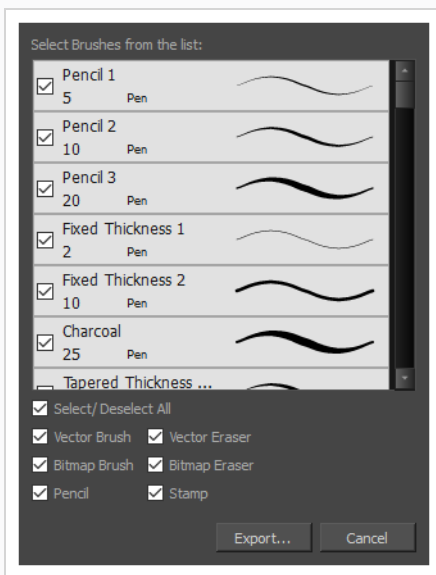 Select Brushes from the list:
Pencil 1
5 Pen
Pencil 2
10 Pen
Pencil 3
20 Pen
Fixed Thickness 1
2 Pen
Fixed Thickness 2
10 Pen
Charcoal
25 Pen
Tapered Thickness ...
Select/Deselect All
Vector Brush Vector Eraser
Bitmap Brush Bitmap Eraser
Pencil Stamp
Export... Cancel